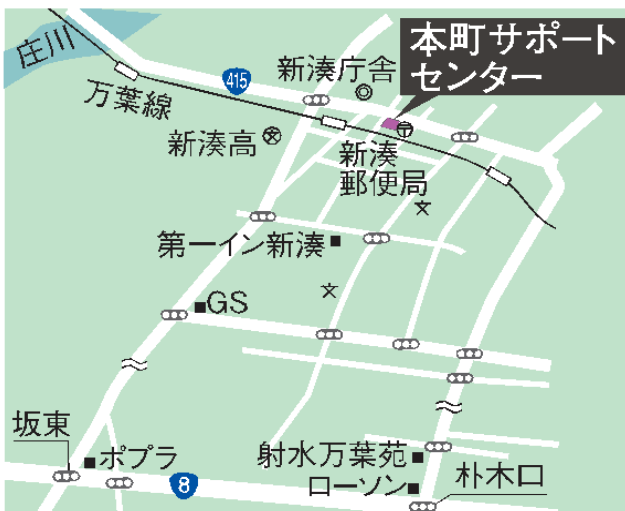 庄川
415
新湊庁舎
本町サポート
センター
万葉線
新湊高
新湊
郵便局
第一イン新湊
GS
坂東
ポプラ
8
射水万葉苑
ローソン
朴木口